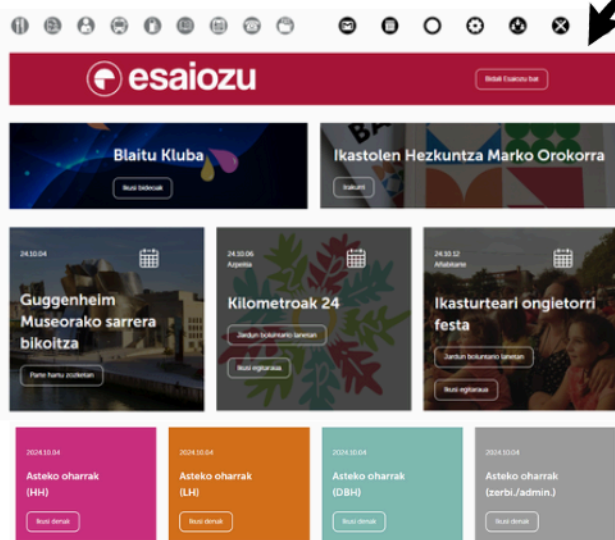 esaiozu
Bidali Esaiozu bat
Blaitu Kluba
Ikusi bideoak
Ikastolen Hezkuntza Marko Orokorra
Irakurri
24.10.04
Guggenheim
Museorako sarrera
bikoitza
Parte hartu zozketan
24.10.06
Azpeitia
Kilometroak 24
Jardun boluntario lanetan
Ikusi egitaraua
24.10.12
Añabitarte
Ikasturteari ongietorri
festa
Jardun boluntario lanetan
Ikusi egitaraua
2024.10.04
Asteko oharrak
(HH)
Ikusi denak
2024.10.04
Asteko oharrak
(LH)
Ikusi denak
2024.10.04
Asteko oharrak
(DBH)
Ikusi denak
2024.10.04
Asteko oharrak
(zerbi./admin.)
Ikusi denak